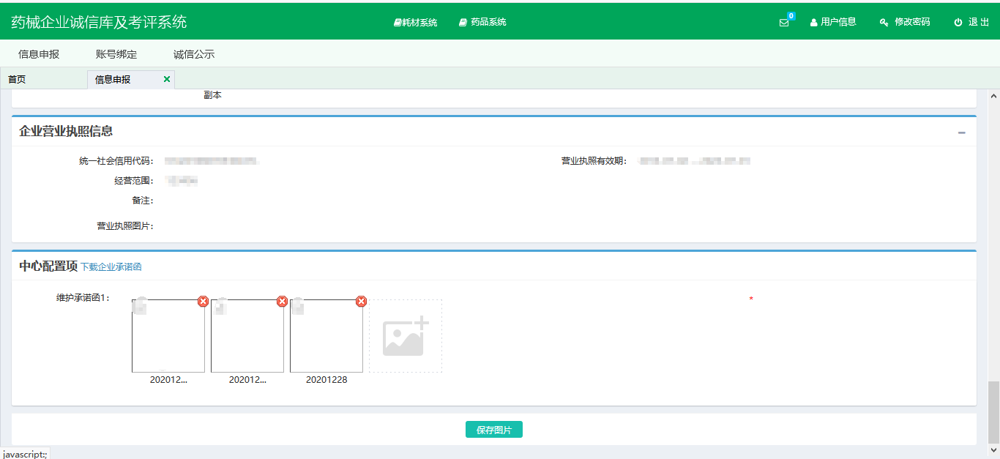 药械企业诚信库及考评系统 耗材系统 药品系统 0 用户信息 修改密码 退 出
信息申报 账号绑定 诚信公示
首页 信息申报
副本
企业营业执照信息
统一社会信用代码： 营业执照有效期：
经营范围：
备注：
营业执照图片：
中心配置项 下载企业承诺函
维护承诺函1： *
202012... 202012... 20201228
保存图片
javascript:;